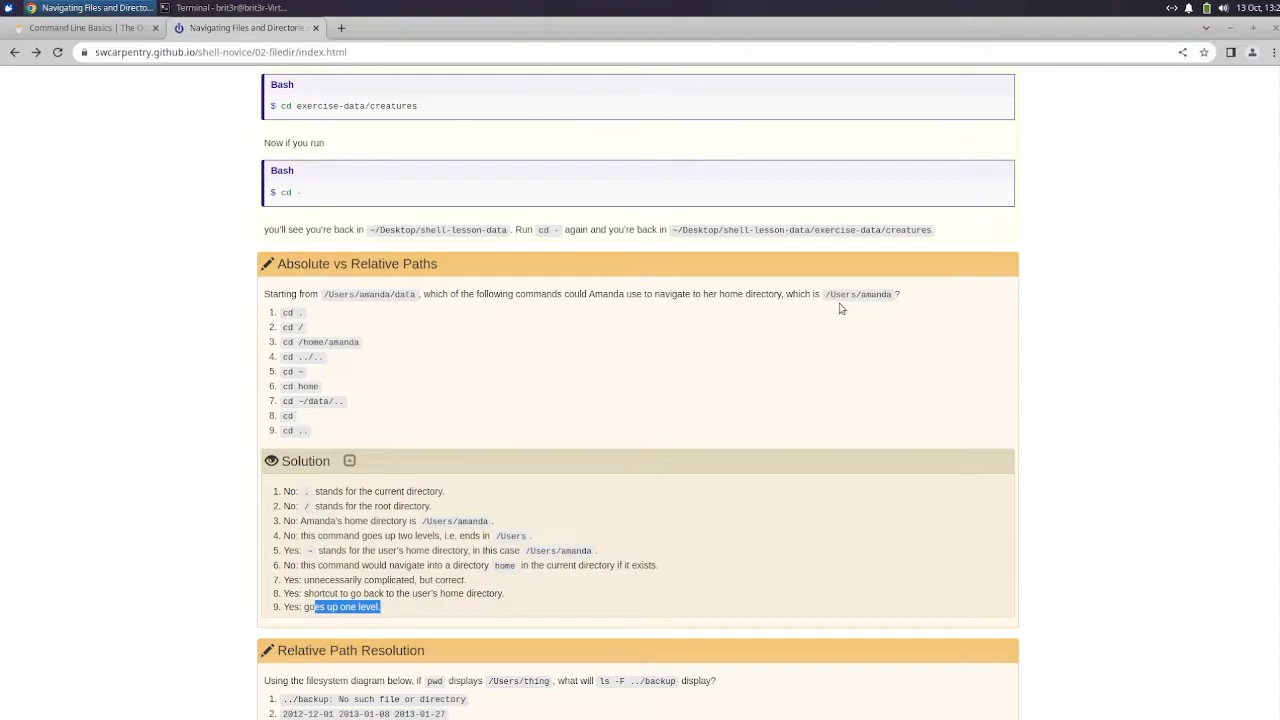 Navigating Files and Directo...
Terminal - brit3r@brit3r-Virt...
13 Oct, 13:2
Command Line Basics | The O
Navigating Files and Directorie
swcarpentry.github.io/shell-novice/02-filedir/index.html
Bash
$ cd exercise-data/creatures
Now if you run
Bash
$ cd -
you'll see you're back in ~/Desktop/shell-lesson-data. Run cd - again and you're back in ~/Desktop/shell-lesson-data/exercise-data/creatures
Absolute vs Relative Paths
Starting from /Users/amanda/data, which of the following commands could Amanda use to navigate to her home directory, which is /Users/amanda?
1. cd .
2. cd /
3. cd /home/amanda
4. cd ../..
5. cd ~
6. cd home
7. cd ~/data/..
8. cd
9. cd ..
Solution
1. No: . stands for the current directory.
2. No: / stands for the root directory.
3. No: Amanda's home directory is /Users/amanda.
4. No: this command goes up two levels, i.e. ends in /Users.
5. Yes: ~ stands for the user's home directory, in this case /Users/amanda.
6. No: this command would navigate into a directory home in the current directory if it exists.
7. Yes: unnecessarily complicated, but correct.
8. Yes: shortcut to go back to the user's home directory.
9. Yes: goes up one level.
Relative Path Resolution
Using the filesystem diagram below, if pwd displays /Users/thing, what will ls -F ../backup display?
1. ../backup: No such file or directory
2. 2012-12-01 2013-01-08 2013-01-27